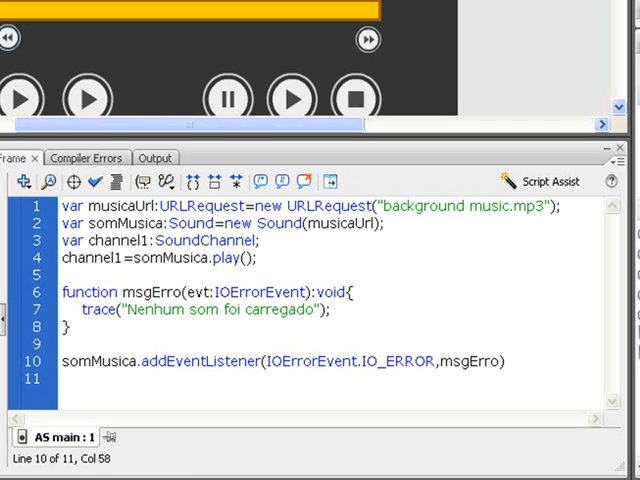 Frame Compiler Errors Output
Script Assist
1 var musicaUrl:URLRequest=new URLRequest("background music.mp3");
2 var somMusica:Sound=new Sound(musicaUrl);
3 var channel1:SoundChannel;
4 channel1=somMusica.play();
5
6 function msgErro(evt:IOErrorEvent):void{
7 trace("Nenhum som foi carregado");
8 }
9
10 somMusica.addEventListener(IOErrorEvent.IO_ERROR,msgErro)
11
AS main : 1
Line 10 of 11, Col 58